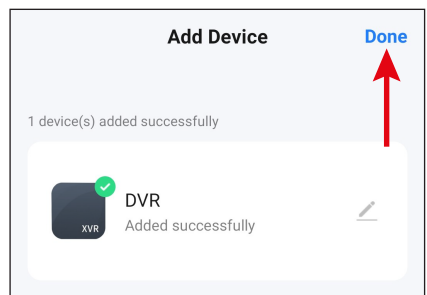 Add Device
Done
1 device(s) added successfully
XVR
DVR
Added successfully